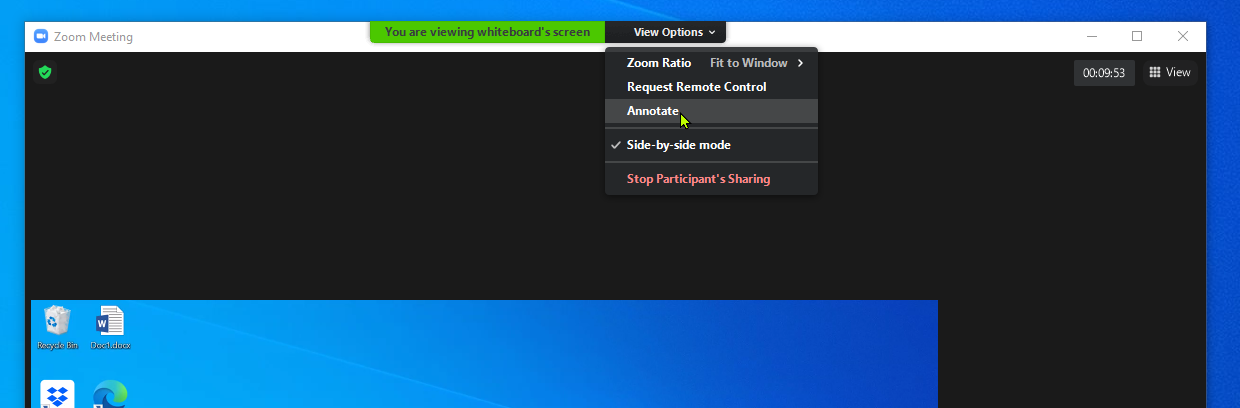 Zoom Meeting
You are viewing whiteboard's screen
View Options
Zoom Ratio Fit to Window
Request Remote Control
Annotate
Side-by-side mode
Stop Participant's Sharing
00:09:53
View
Recycle Bin
Doc1.docx